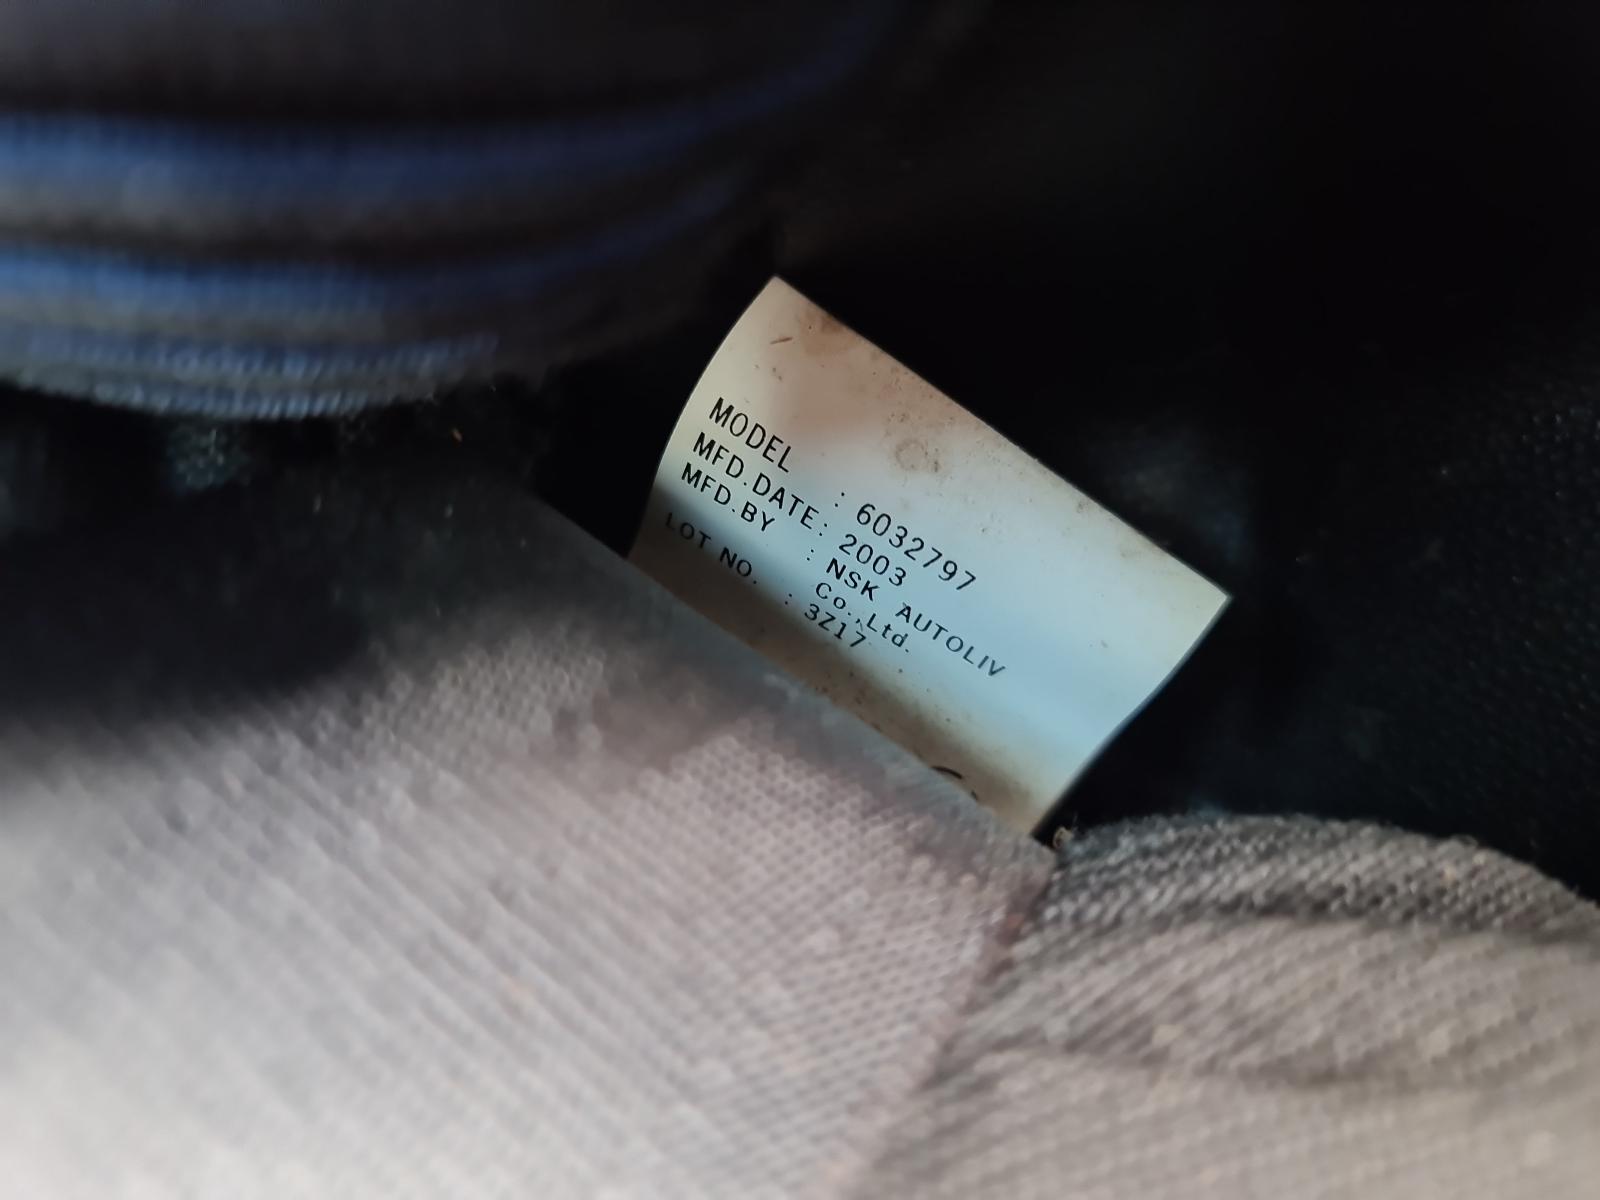 MODEL : 6032797
MFD.DATE: 2003
MFD.BY : NSK AUTOLIV
Co.,Ltd.
LOT NO. : 3Z17